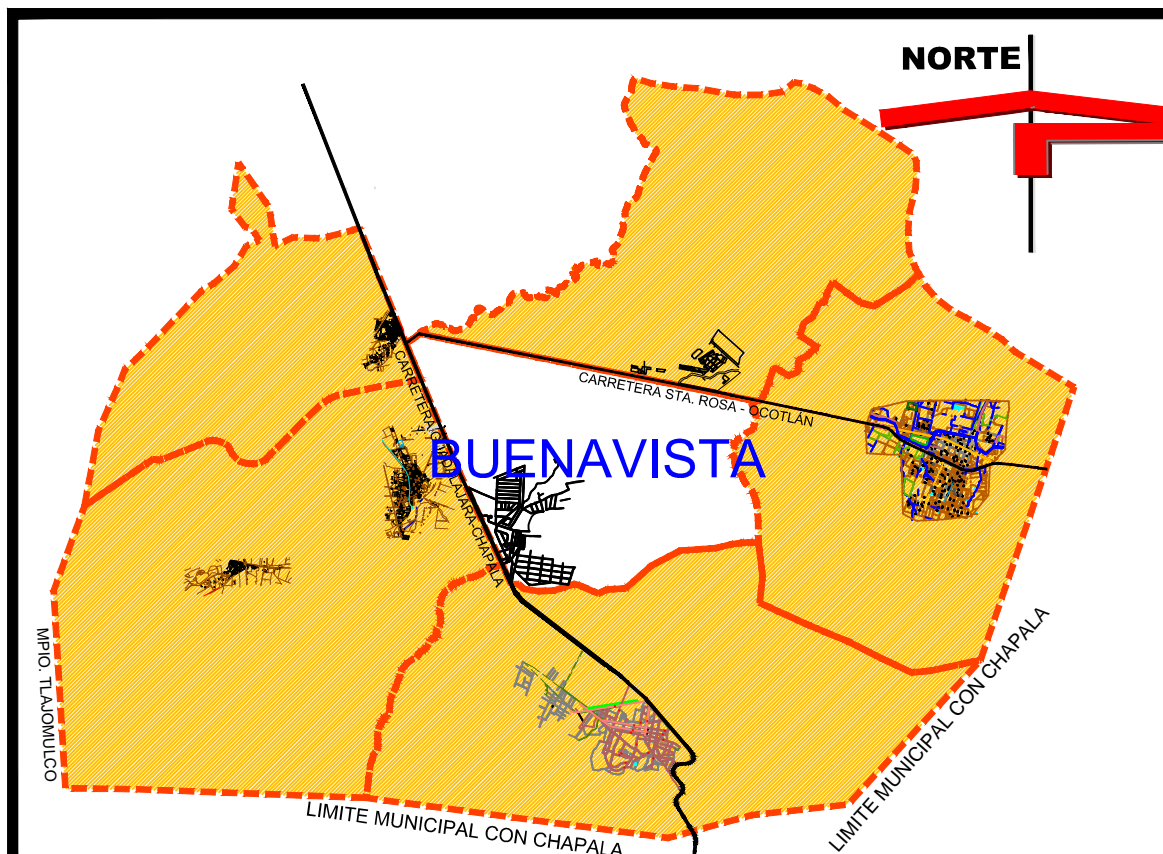 NORTE
CARRETERA STA. ROSA - OCOTLÁN
BUENAVISTA
MPIO. TLAJOMULCO
LIMITE MUNICIPAL CON CHAPALA
LIMITE MUNICIPAL CON CHAPALA